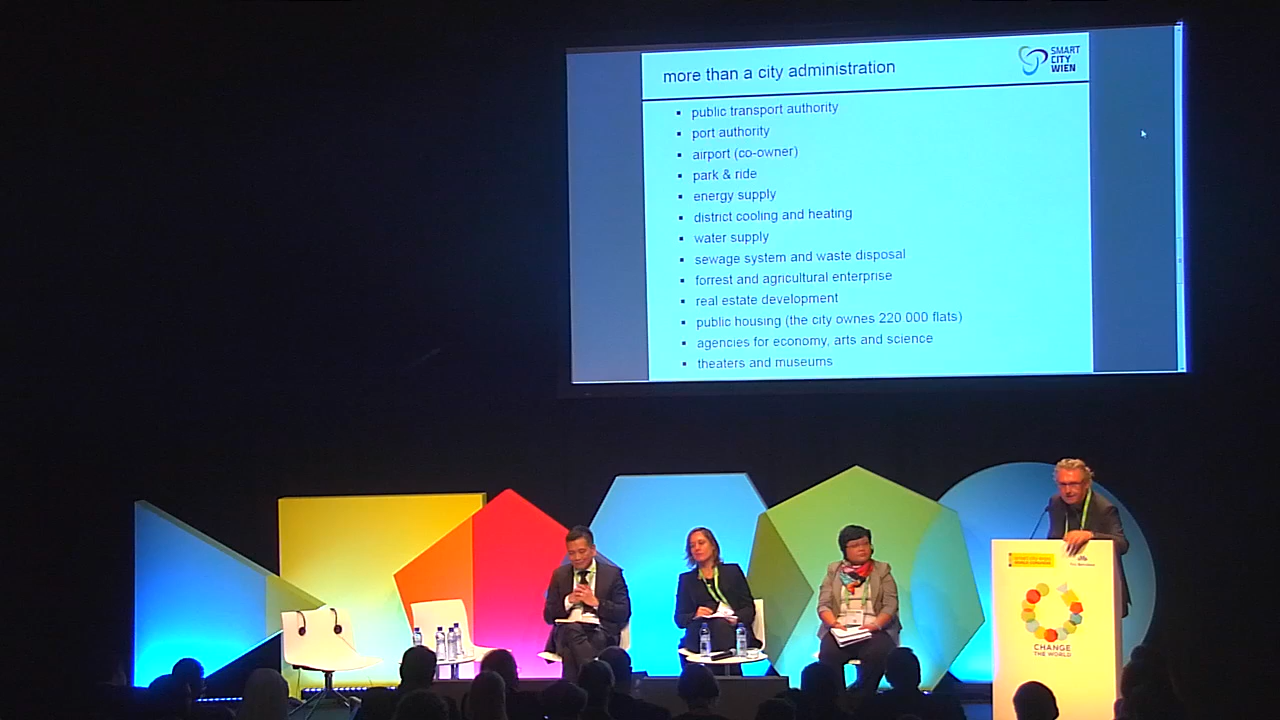 more than a city administration
SMART
CITY
WIEN
public transport authority
port authority
airport (co-owner)
park & ride
energy supply
district cooling and heating
water supply
sewage system and waste disposal
forrest and agricultural enterprise
real estate development
public housing (the city ownes 220 000 flats)
agencies for economy, arts and science
theaters and museums
CHANGE
THE WORLD